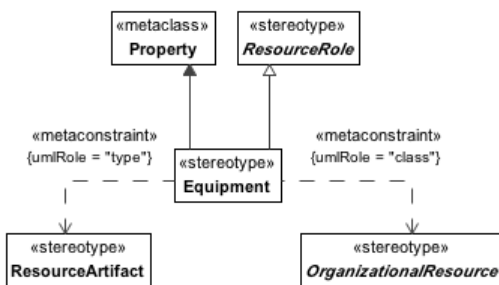 «metaclass»
Property
«stereotype»
ResourceRole
«metaconstraint»
{umlRole = "type"}
«metaconstraint»
{umlRole = "class"}
«stereotype»
Equipment
«stereotype»
ResourceArtifact
«stereotype»
OrganizationalResource